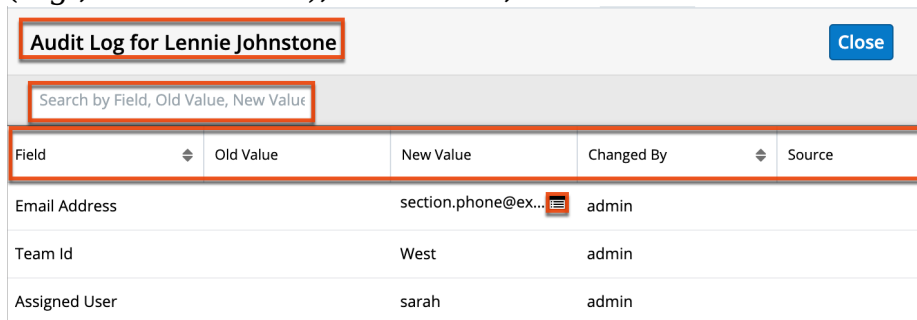 Audit Log for Lennie Johnstone
Close
Search by Field, Old Value, New Value
Field Old Value New Value Changed By Source
Email Address section.phone@ex... admin
Team Id West admin
Assigned User sarah admin